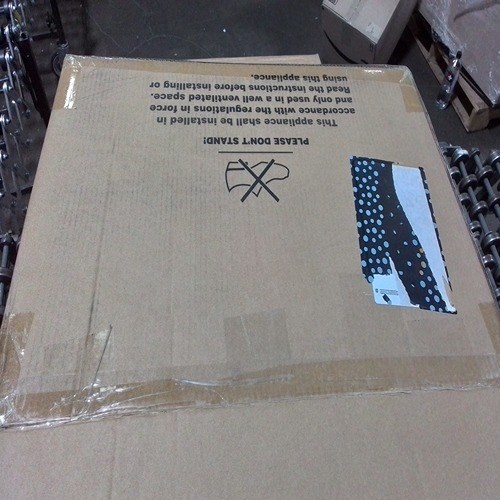 PLEASE DON'T STAND!
This appliance shall be installed in
accordance with the regulations in force
and only used in a well ventilated space.
Read the instructions before installing or
using this appliance.